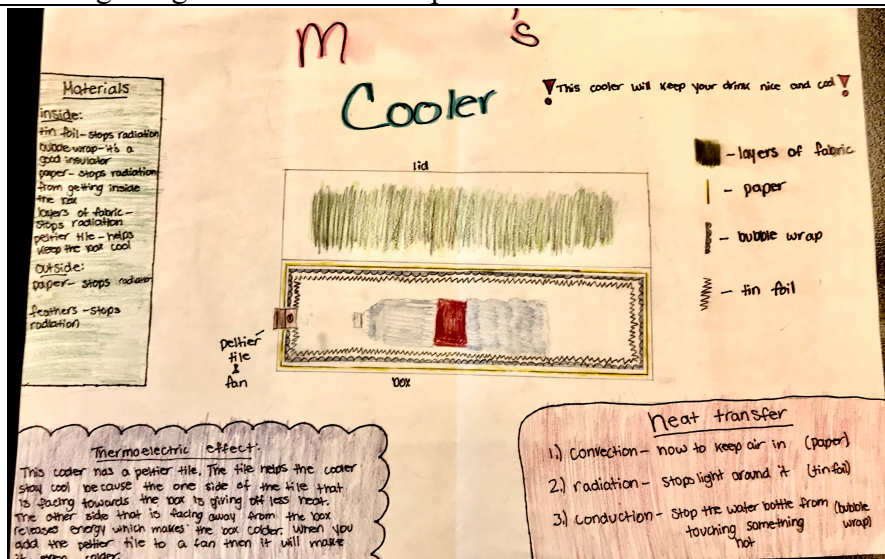 M 's
Cooler
This cooler will keep your drink nice and cool
Materials
inside:
tin foil-stops radiation
bubble wrap-it's a
good insulator
paper- stops radiation
from getting inside
the box
layers of fabric-
stops radiation
peltier tile-helps
keep the box cool
outside:
paper- stops radiation
feathers-stops
radiation
lid
- layers of fabric
- paper
- bubble wrap
- tin foil
peltier
tile
&
fan
box
Thermoelectric effect:
This cooler has a peltier tile. The tile helps the cooler
stay cool because the one side of the tile that
is facing towards the box is giving off less heat.
The other side that is facing away from the box
releases energy which makes the box colder. When you
add the peltier tile to a fan then it will make
it even colder.
heat transfer
1.) convection- how to keep air in (paper)
2.) radiation- stops light around it (tin foil)
3.) conduction- stop the water bottle from (bubble
touching something wrap)
hot